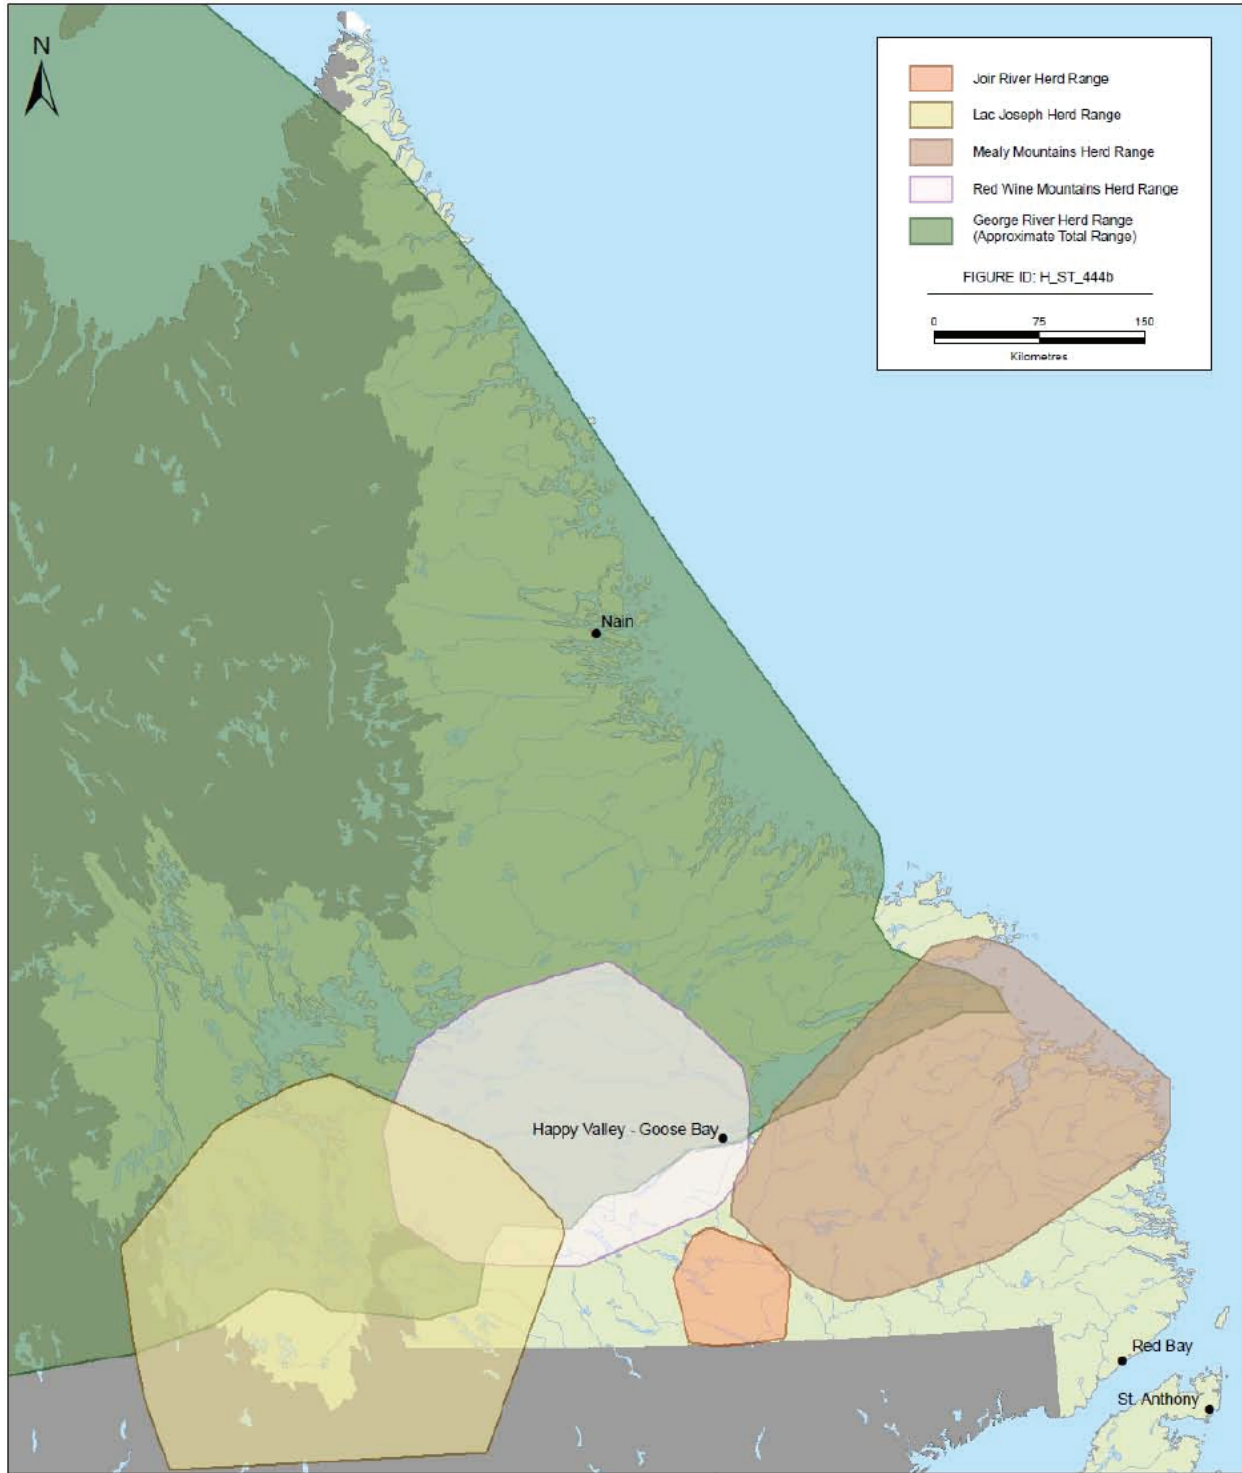 N
Joir River Herd Range
Lac Joseph Herd Range
Mealy Mountains Herd Range
Red Wine Mountains Herd Range
George River Herd Range
(Approximate Total Range)
FIGURE ID: H_ST_444b
0 75 150
Kilometres
Nain
Happy Valley - Goose Bay
Red Bay
St. Anthony